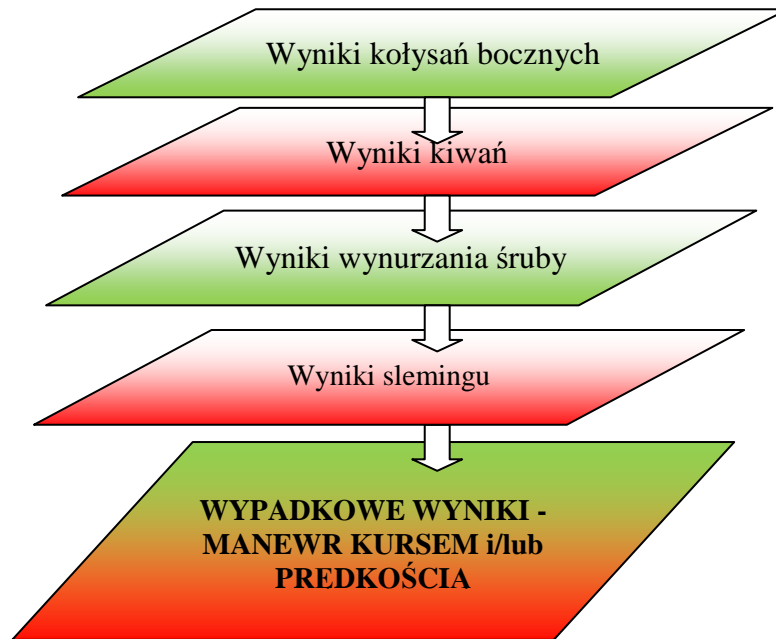 Wyniki kołysań bocznych
Wyniki kiwań
Wyniki wynurzania śruby
Wyniki slemingu
WYPADKOWE WYNIKI -
MANEWR KURSEM i/lub
PREDKOŚCIA